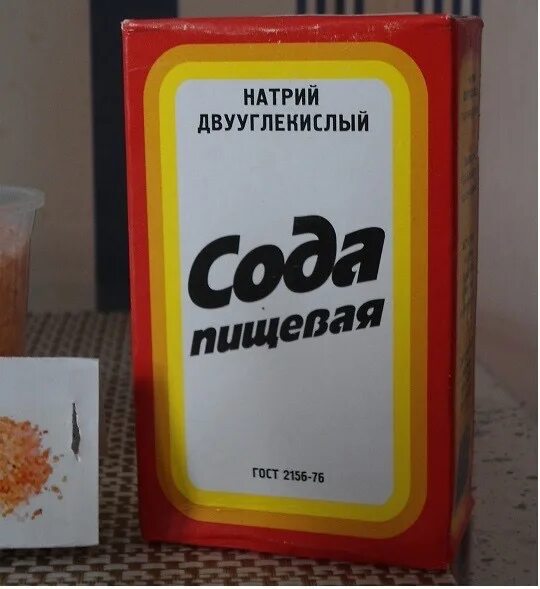 НАТРИЙ
ДВУУГЛЕКИСЛЫЙ
Сода
пищевая
ГОСТ 2156-76